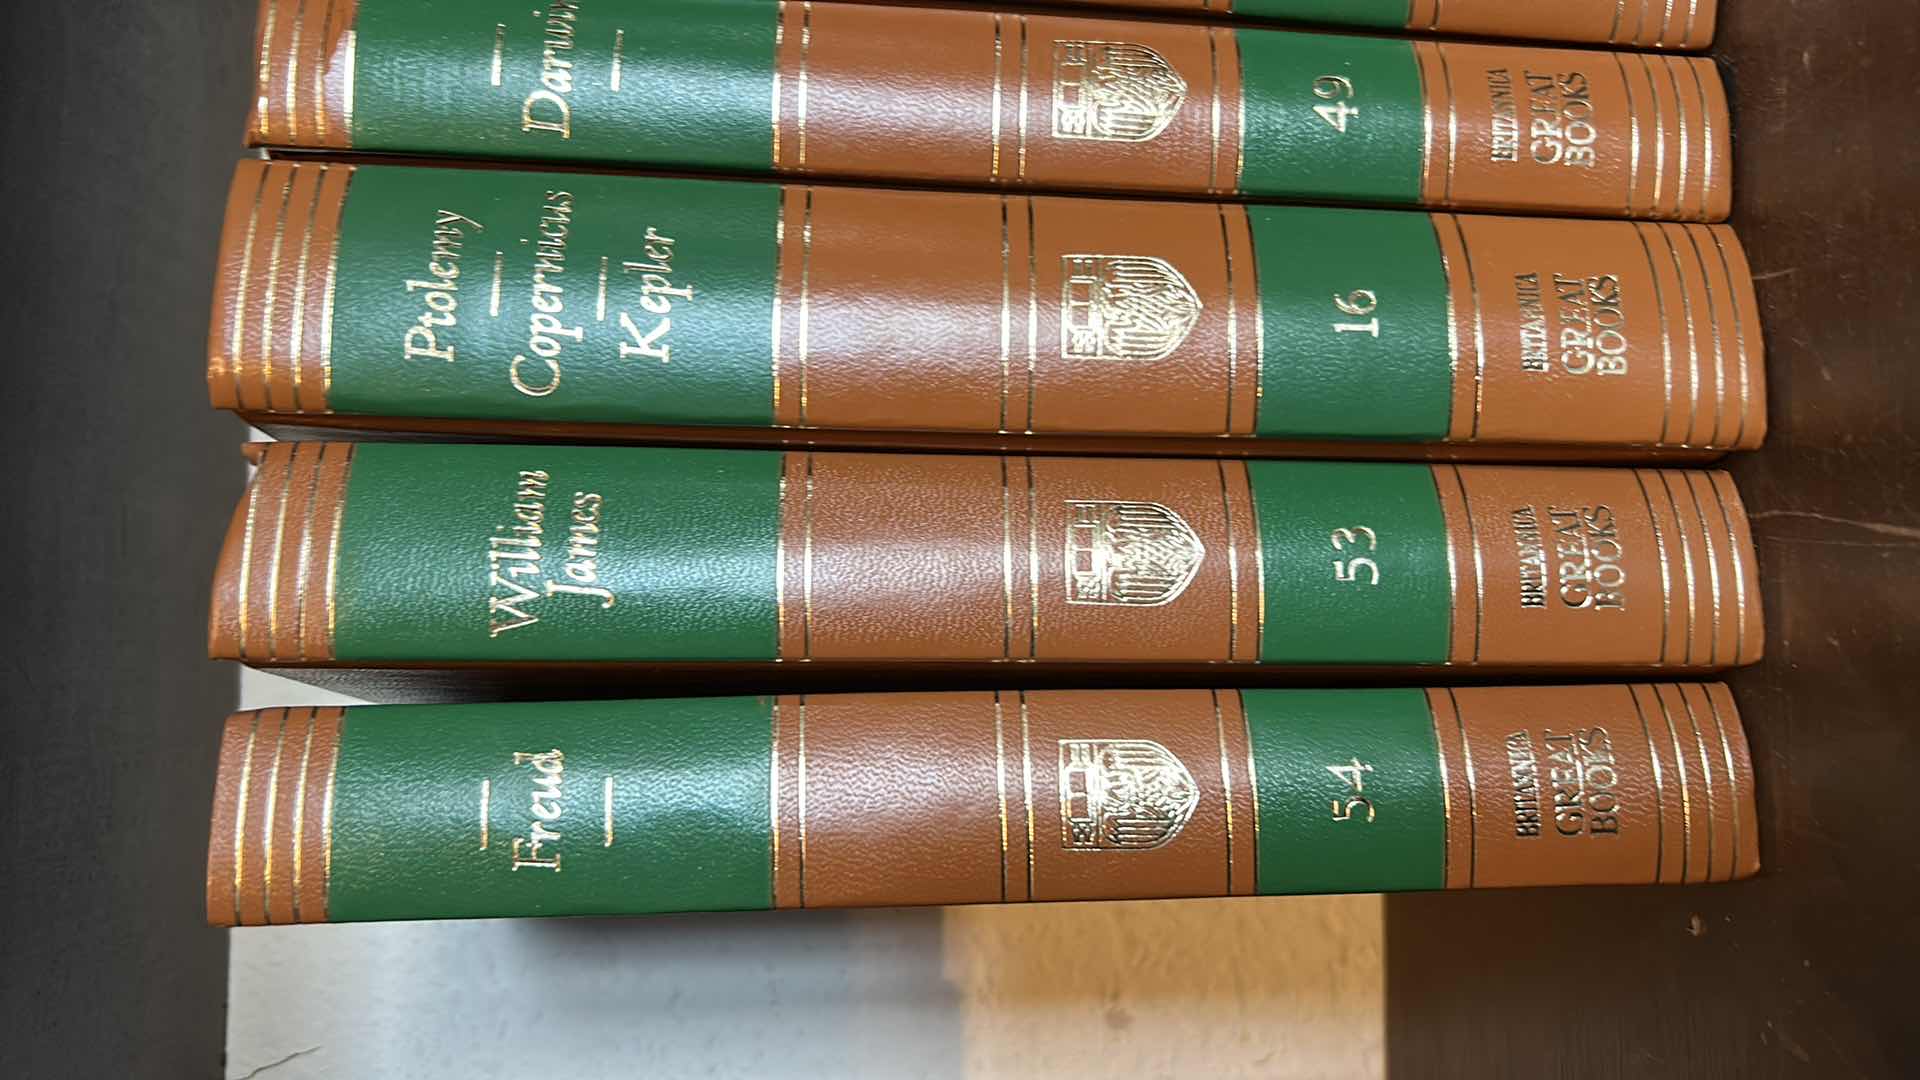 Darwin
49
BRITANNICA
GREAT
BOOKS
Ptolemy
Copernicus
Kepler
16
BRITANNICA
GREAT
BOOKS
William
James
53
BRITANNICA
GREAT
BOOKS
Freud
54
BRITANNICA
GREAT
BOOKS